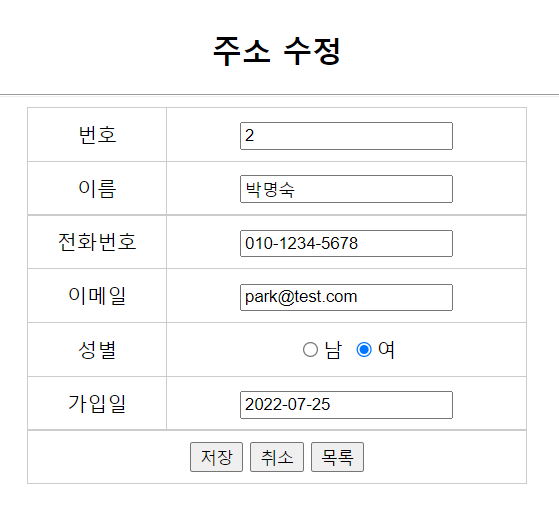 주소 수정
번호 2
이름 박명숙
전화번호 010-1234-5678
이메일 park@test.com
성별 남 여
가입일 2022-07-25
저장 취소 목록